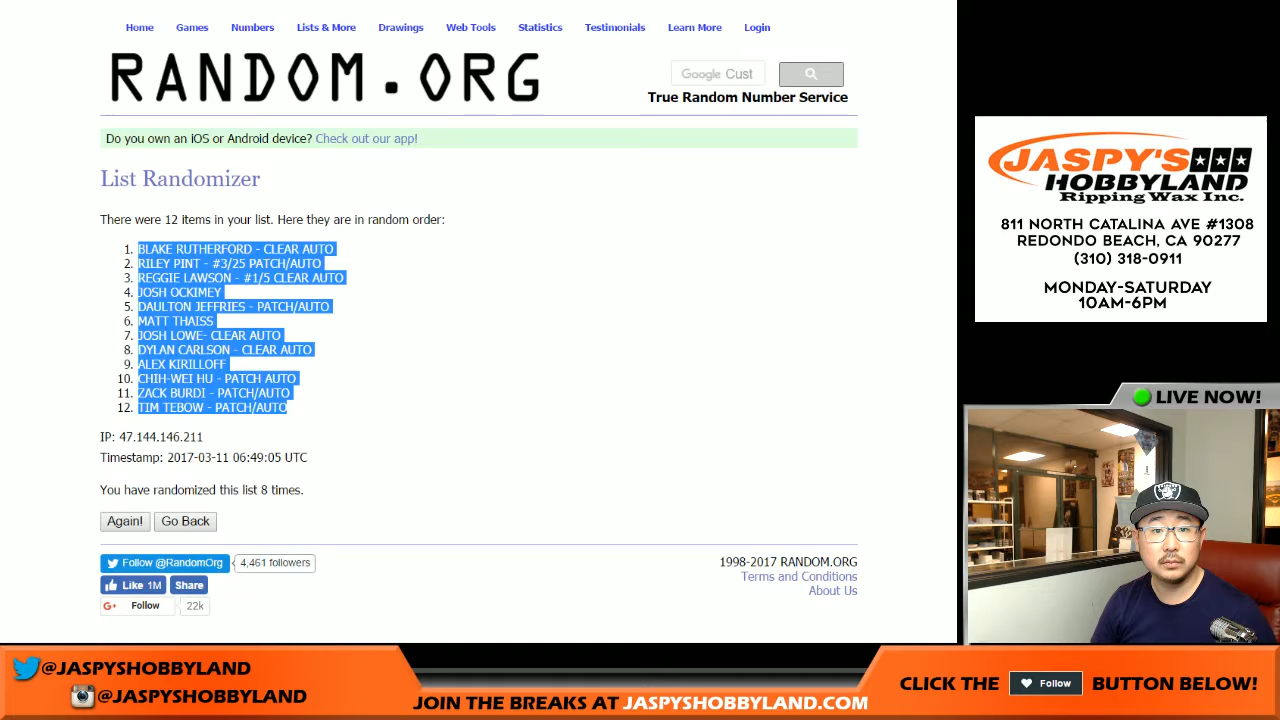 Home Games Numbers Lists & More Drawings Web Tools Statistics Testimonials Learn More Login
RANDOM.ORG
Google Cust
True Random Number Service
Do you own an iOS or Android device? Check out our app!
List Randomizer
There were 12 items in your list. Here they are in random order:
1. BLAKE RUTHERFORD - CLEAR AUTO
2. RILEY PINT - #3/25 PATCH/AUTO
3. REGGIE LAWSON - #1/5 CLEAR AUTO
4. JOSH OCKIMEY
5. DAULTON JEFFRIES - PATCH/AUTO
6. MATT THAISS
7. JOSH LOWE- CLEAR AUTO
8. DYLAN CARLSON - CLEAR AUTO
9. ALEX KIRILLOFF
10. CHIH-WEI HU - PATCH AUTO
11. ZACK BURDI - PATCH/AUTO
12. TIM TEBOW - PATCH/AUTO
IP: 47.144.146.211
Timestamp: 2017-03-11 06:49:05 UTC
You have randomized this list 8 times.
Again! Go Back
Follow @RandomOrg 4,461 followers
Like 1M Share
G+ Follow 22k
1998-2017 RANDOM.ORG
Terms and Conditions
About Us
JASPY'S
HOBBYLAND
Ripping Wax Inc.
811 NORTH CATALINA AVE #1308
REDONDO BEACH, CA 90277
(310) 318-0911
MONDAY-SATURDAY
10AM-6PM
LIVE NOW!
@JASPYSHOBBYLAND
@JASPYSHOBBYLAND
JOIN THE BREAKS AT JASPYSHOBBYLAND.COM
CLICK THE Follow BUTTON BELOW!